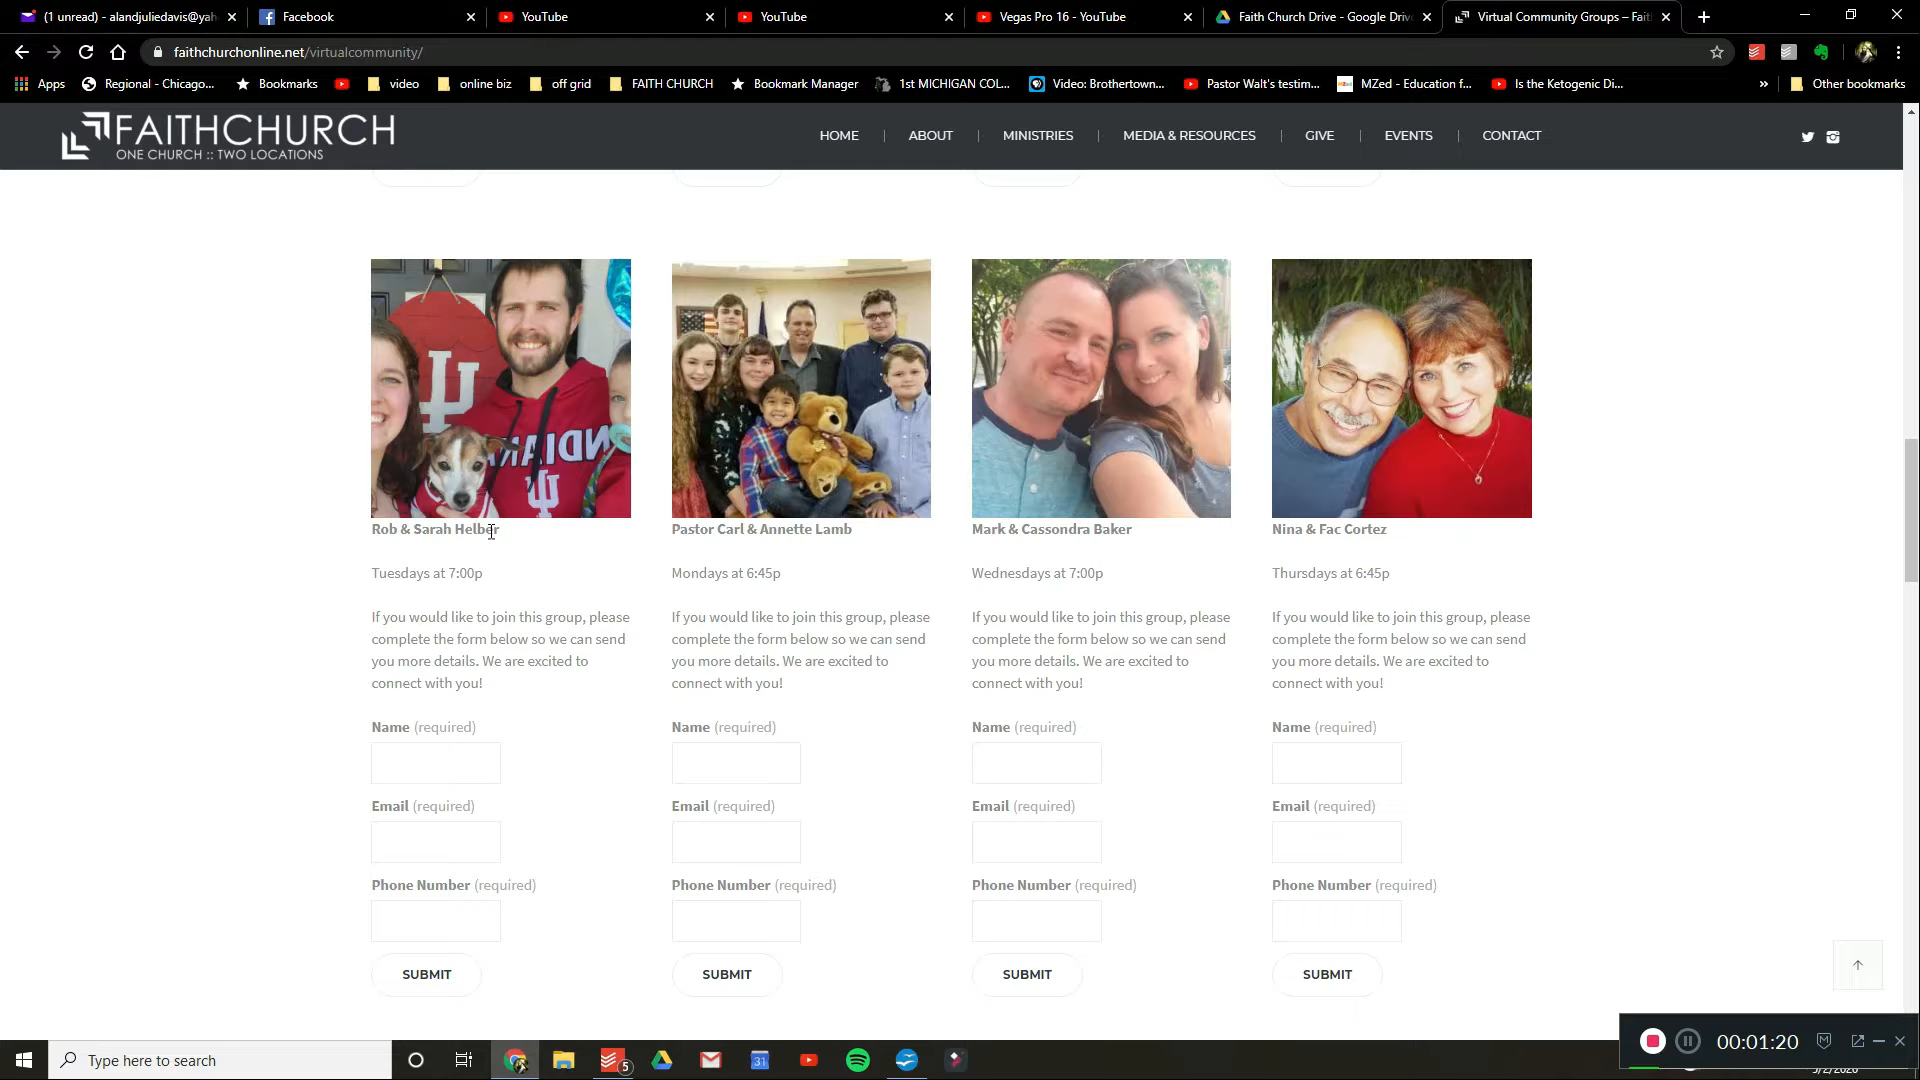 (1 unread) - alandjuliedavis@yah
Facebook
YouTube
YouTube
Vegas Pro 16 - YouTube
Faith Church Drive - Google Driv
Virtual Community Groups – Fait
faithchurchonline.net/virtualcommunity/
Apps
Regional - Chicago...
Bookmarks
video
online biz
off grid
FAITH CHURCH
Bookmark Manager
1st MICHIGAN COL...
Video: Brothertown...
Pastor Walt's testim...
MZed - Education f...
Is the Ketogenic Di...
»
Other bookmarks
FAITHCHURCH
ONE CHURCH :: TWO LOCATIONS
HOME
ABOUT
MINISTRIES
MEDIA & RESOURCES
GIVE
EVENTS
CONTACT
Rob & Sarah Helber
Tuesdays at 7:00p
If you would like to join this group, please
complete the form below so we can send
you more details. We are excited to
connect with you!
Name (required)
Email (required)
Phone Number (required)
SUBMIT
Pastor Carl & Annette Lamb
Mondays at 6:45p
If you would like to join this group, please
complete the form below so we can send
you more details. We are excited to
connect with you!
Name (required)
Email (required)
Phone Number (required)
SUBMIT
Mark & Cassondra Baker
Wednesdays at 7:00p
If you would like to join this group, please
complete the form below so we can send
you more details. We are excited to
connect with you!
Name (required)
Email (required)
Phone Number (required)
SUBMIT
Nina & Fac Cortez
Thursdays at 6:45p
If you would like to join this group, please
complete the form below so we can send
you more details. We are excited to
connect with you!
Name (required)
Email (required)
Phone Number (required)
SUBMIT
Type here to search
5
31
00:01:20